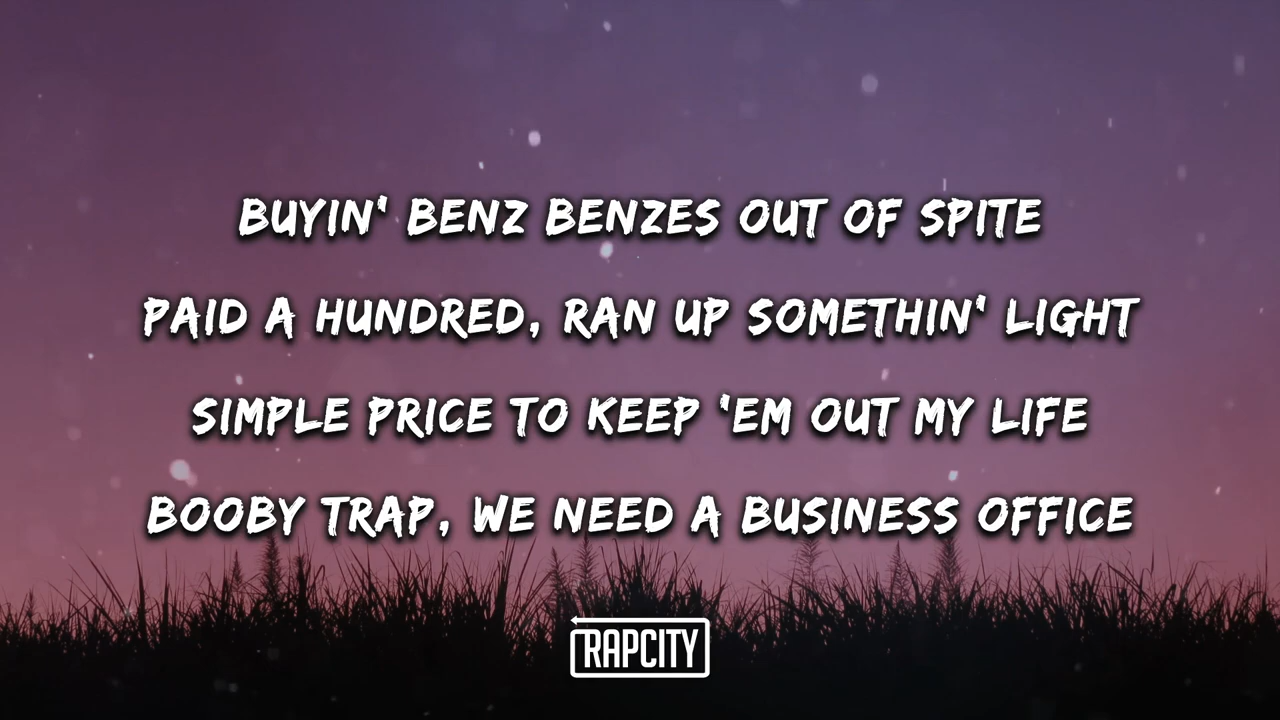 BUYIN' BENZ BENZES OUT OF SPITE
PAID A HUNDRED, RAN UP SOMETHIN' LIGHT
SIMPLE PRICE TO KEEP 'EM OUT MY LIFE
BOOBY TRAP, WE NEED A BUSINESS OFFICE
RAPCITY